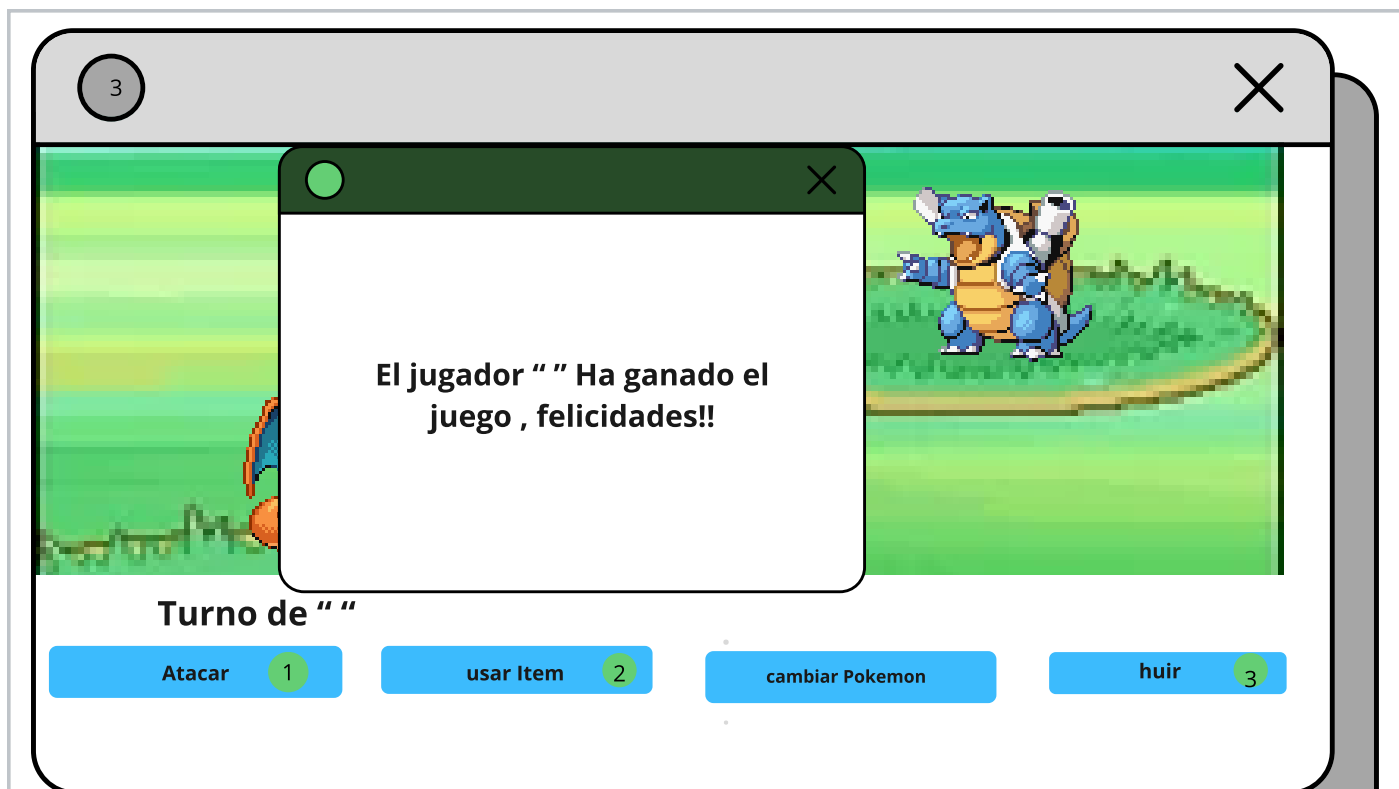 3
El jugador “ ” Ha ganado el
juego , felicidades!!
Turno de “ “
Atacar 1
usar Item 2
cambiar Pokemon
huir 3